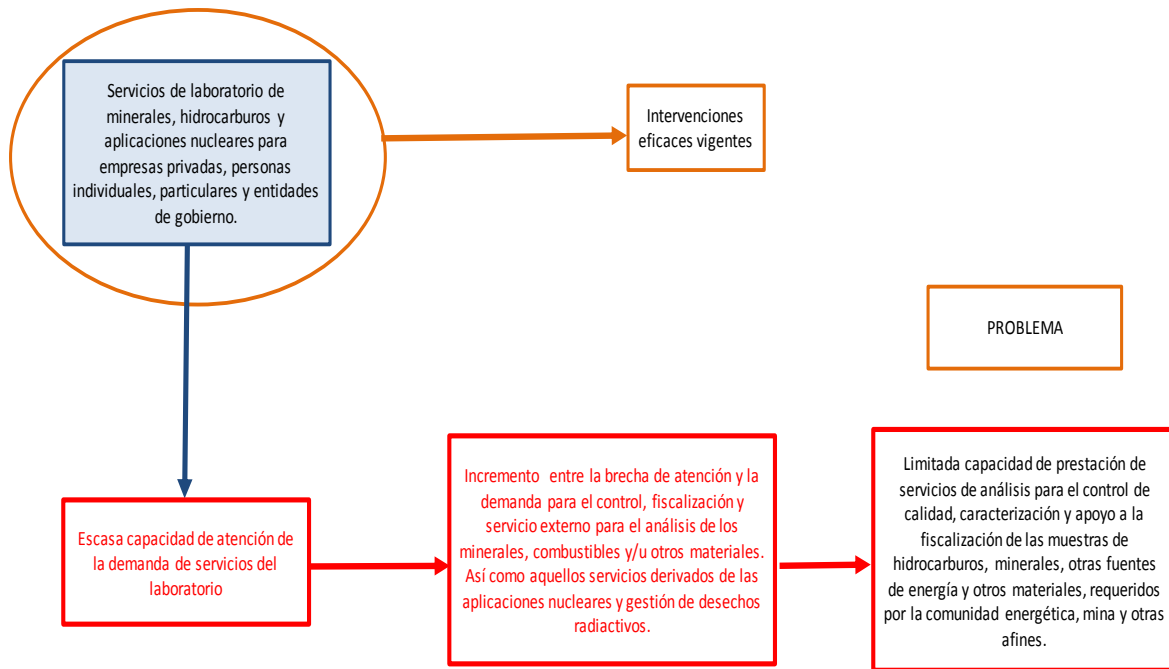 Servicios de laboratorio de
minerales, hidrocarburos y
aplicaciones nucleares para
empresas privadas, personas
individuales, particulares y entidades
de gobierno.
Intervenciones
eficaces vigentes
PROBLEMA
Escasa capacidad de atención de
la demanda de servicios del
laboratorio
Incremento entre la brecha de atención y la
demanda para el control, fiscalización y
servicio externo para el análisis de los
minerales, combustibles y/u otros materiales.
Así como aquellos servicios derivados de las
aplicaciones nucleares y gestión de desechos
radiactivos.
Limitada capacidad de prestación de
servicios de análisis para el control de
calidad, caracterización y apoyo a la
fiscalización de las muestras de
hidrocarburos, minerales, otras fuentes
de energía y otros materiales, requeridos
por la comunidad energética, mina y otras
afines.